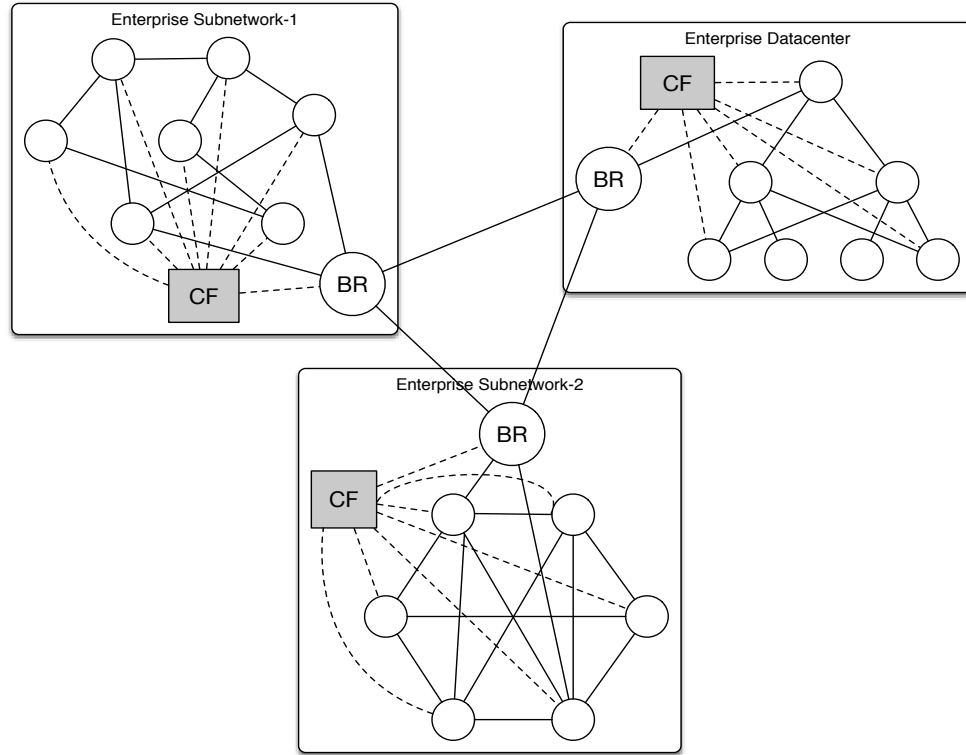 Enterprise Subnetwork-1
CF
BR
Enterprise Datacenter
CF
BR
Enterprise Subnetwork-2
BR
CF